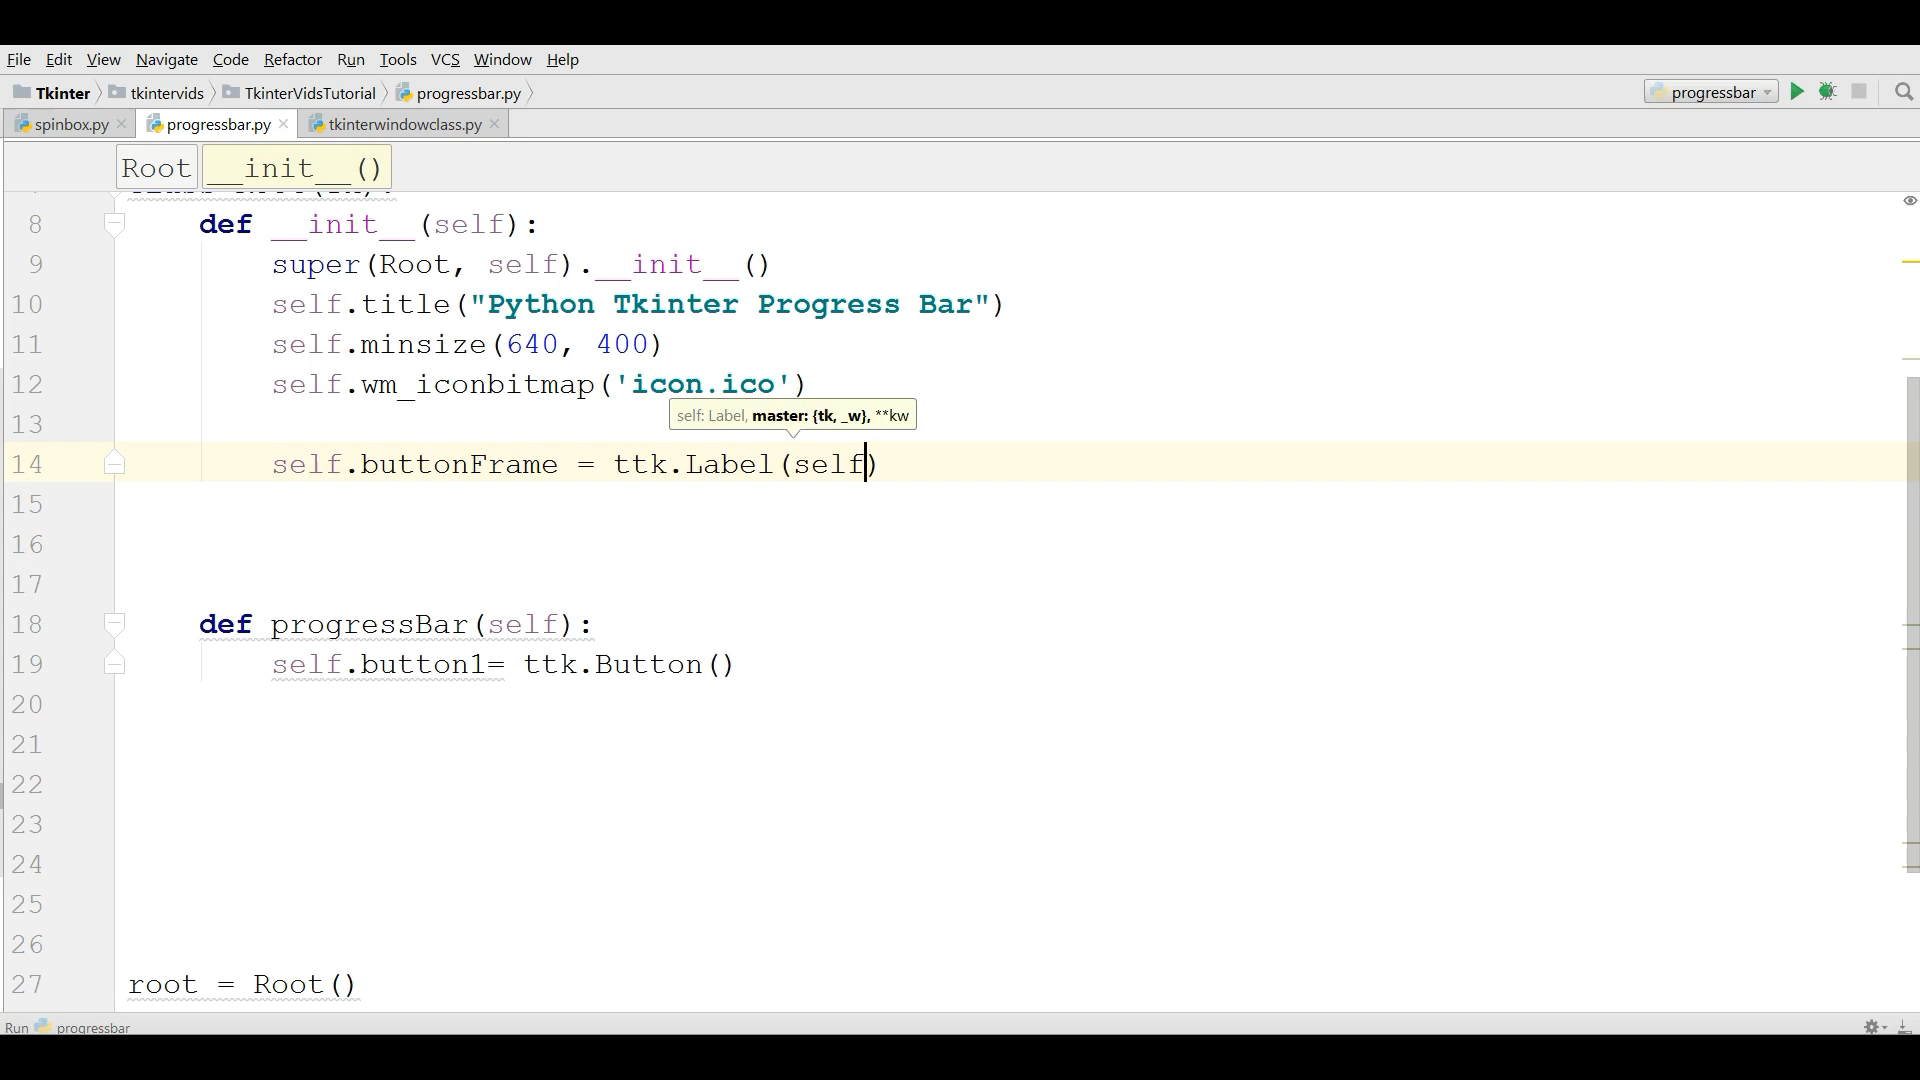 File Edit View Navigate Code Refactor Run Tools VCS Window Help
Tkinter tkintervids TkinterVidsTutorial progressbar.py progressbar
spinbox.py progressbar.py tkinterwindowclass.py
Root __init__()
8 def __init__(self):
9 super(Root, self).__init__()
10 self.title("Python Tkinter Progress Bar")
11 self.minsize(640, 400)
12 self.wm_iconbitmap('icon.ico')
self: Label, master: {tk, _w}, **kw
13
14 self.buttonFrame = ttk.Label(self)
15
16
17
18 def progressBar(self):
19 self.button1= ttk.Button()
20
21
22
23
24
25
26
27 root = Root()
Run progressbar